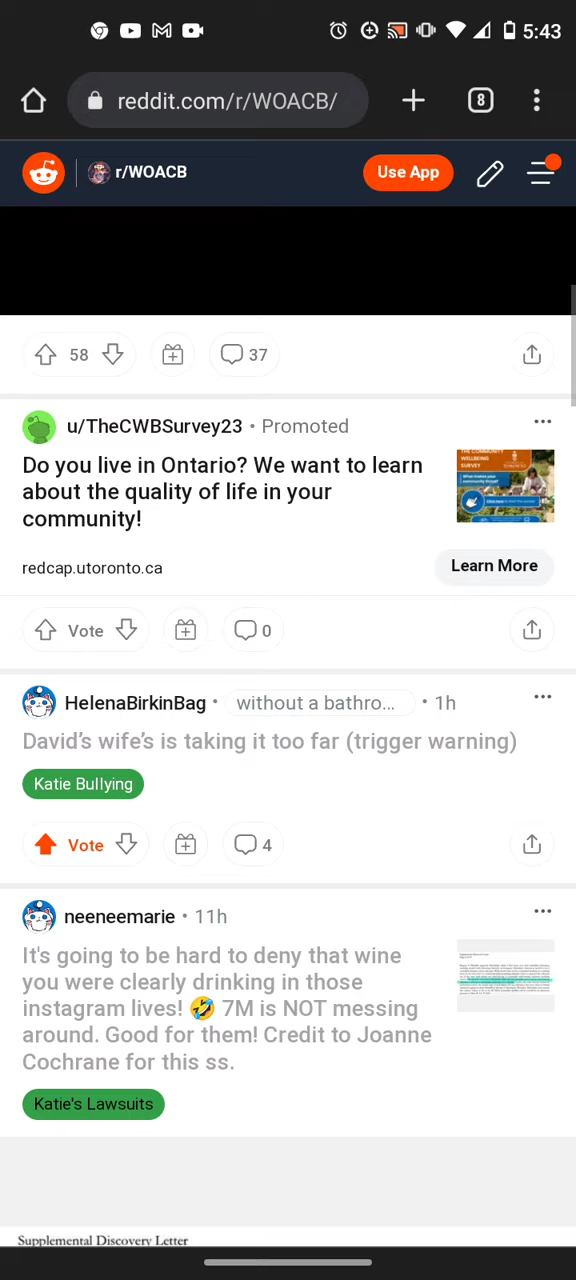 5:43
reddit.com/r/WOACB/
8
r/WOACB
Use App
58
37
u/TheCWBSurvey23 • Promoted
Do you live in Ontario? We want to learn
about the quality of life in your
community!
THE COMMUNITY
WELLBEING
SURVEY
redcap.utoronto.ca
Learn More
Vote
0
HelenaBirkinBag • without a bathro... • 1h
David’s wife’s is taking it too far (trigger warning)
Katie Bullying
Vote
4
neeneemarie • 11h
It's going to be hard to deny that wine
you were clearly drinking in those
instagram lives! 🤣 7M is NOT messing
around. Good for them! Credit to Joanne
Cochrane for this ss.
Katie's Lawsuits
Supplemental Discovery Letter